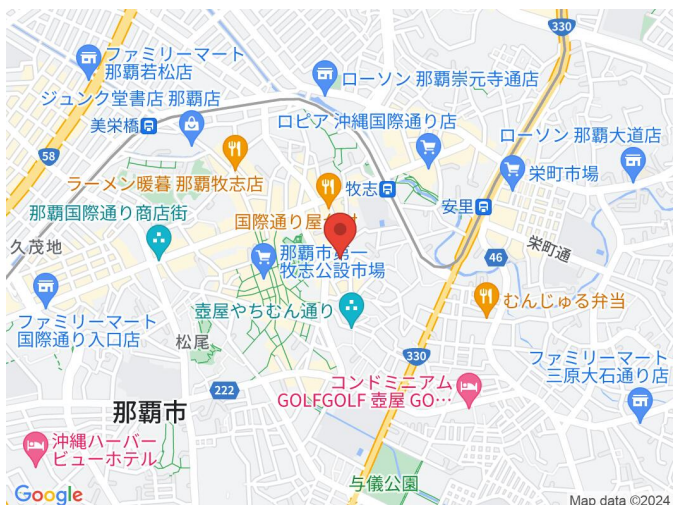 330
ファミリーマート
那覇若松店
ローソン 那覇崇元寺通店
ジュンク堂書店 那覇店
美栄橋
ロピア 沖縄国際通り店
ローソン 那覇大道店
58
ラーメン暖暮 那覇牧志店
牧志
栄町市場
那覇国際通り商店街
国際通り屋
安里
久茂地
栄町通
46
那覇市第一
牧志公設市場
むんじゅる弁当
壺屋やちむん通り
ファミリーマート
国際通り入口店
松尾
330
ファミリーマート
三原大石通り店
222
コンドミニアム
GOLFGOLF 壺屋 GO…
那覇市
沖縄ハーバー
ビューホテル
与儀公園
Google
Map data ©2024